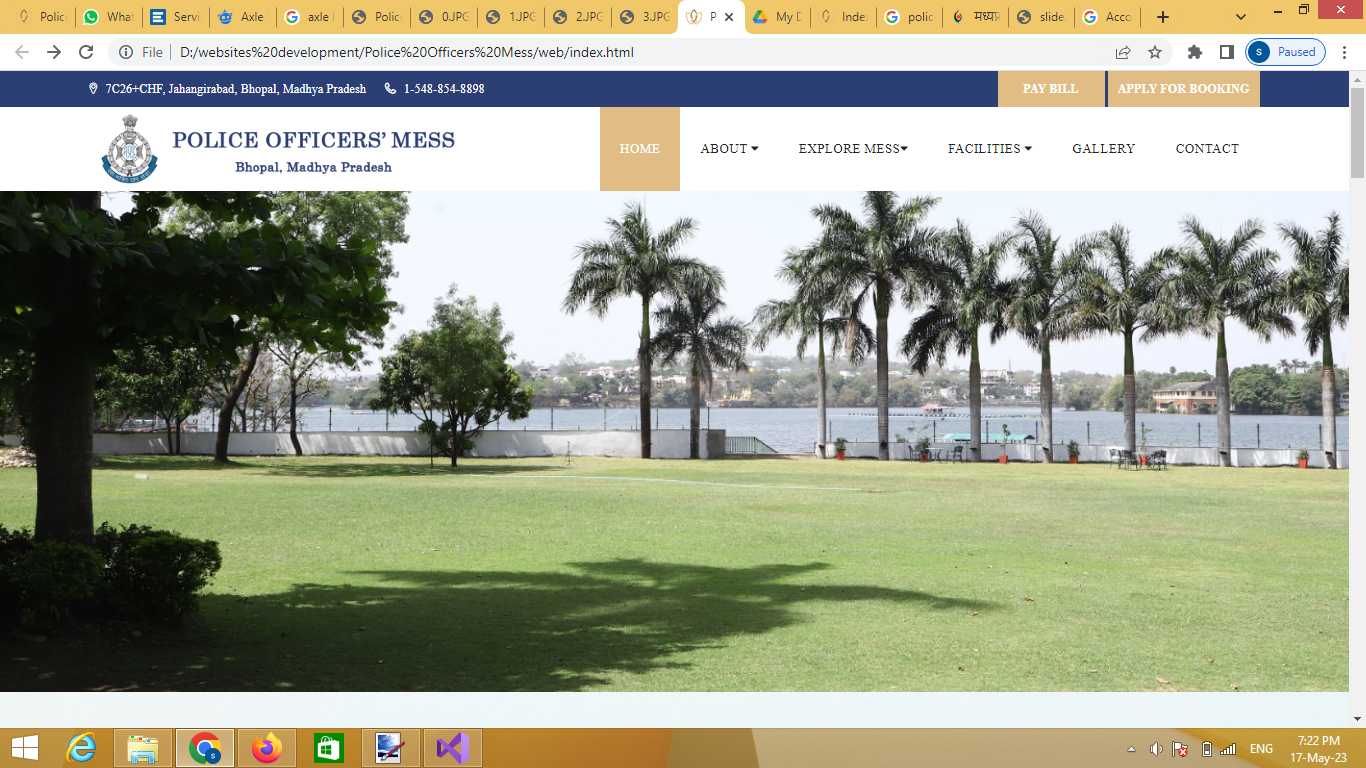 Police
What
Servi
Axle
axle
Police
0.JPG
1.JPG
2.JPG
3.JPG
P
My D
Inde
polic
मध्यप्र
slide
Acco
File
D:/websites%20development/Police%20Officers%20Mess/web/index.html
S
Paused
7C26+CHF, Jahangirabad, Bhopal, Madhya Pradesh
1-548-854-8898
PAY BILL
APPLY FOR BOOKING
POLICE OFFICERS’ MESS
Bhopal, Madhya Pradesh
HOME
ABOUT
EXPLORE MESS
FACILITIES
GALLERY
CONTACT
ENG
7:22 PM
17-May-23